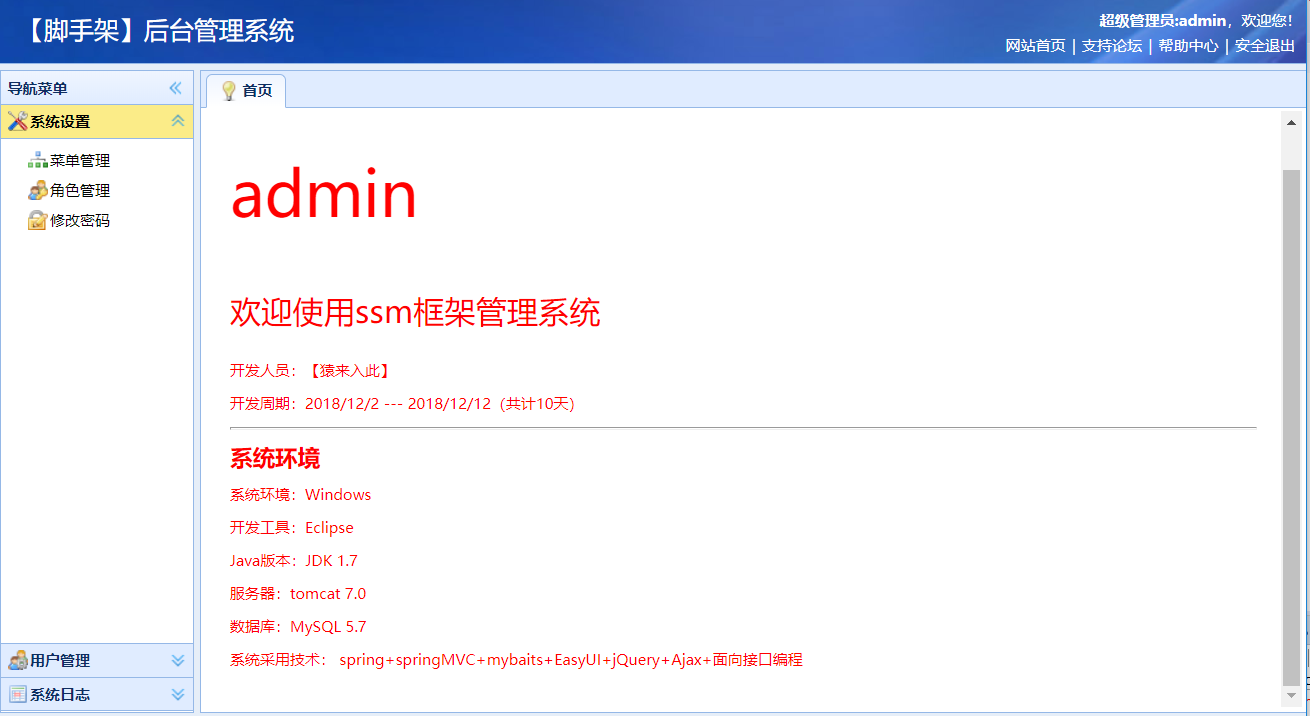 【脚手架】后台管理系统
超级管理员:admin，欢迎您！
网站首页 | 支持论坛 | 帮助中心 | 安全退出
导航菜单
系统设置
菜单管理
角色管理
修改密码
用户管理
系统日志
首页
admin
欢迎使用ssm框架管理系统
开发人员：【猿来入此】
开发周期：2018/12/2 --- 2018/12/12（共计10天）
系统环境
系统环境：Windows
开发工具：Eclipse
Java版本：JDK 1.7
服务器：tomcat 7.0
数据库：MySQL 5.7
系统采用技术： spring+springMVC+mybaits+EasyUI+jQuery+Ajax+面向接口编程